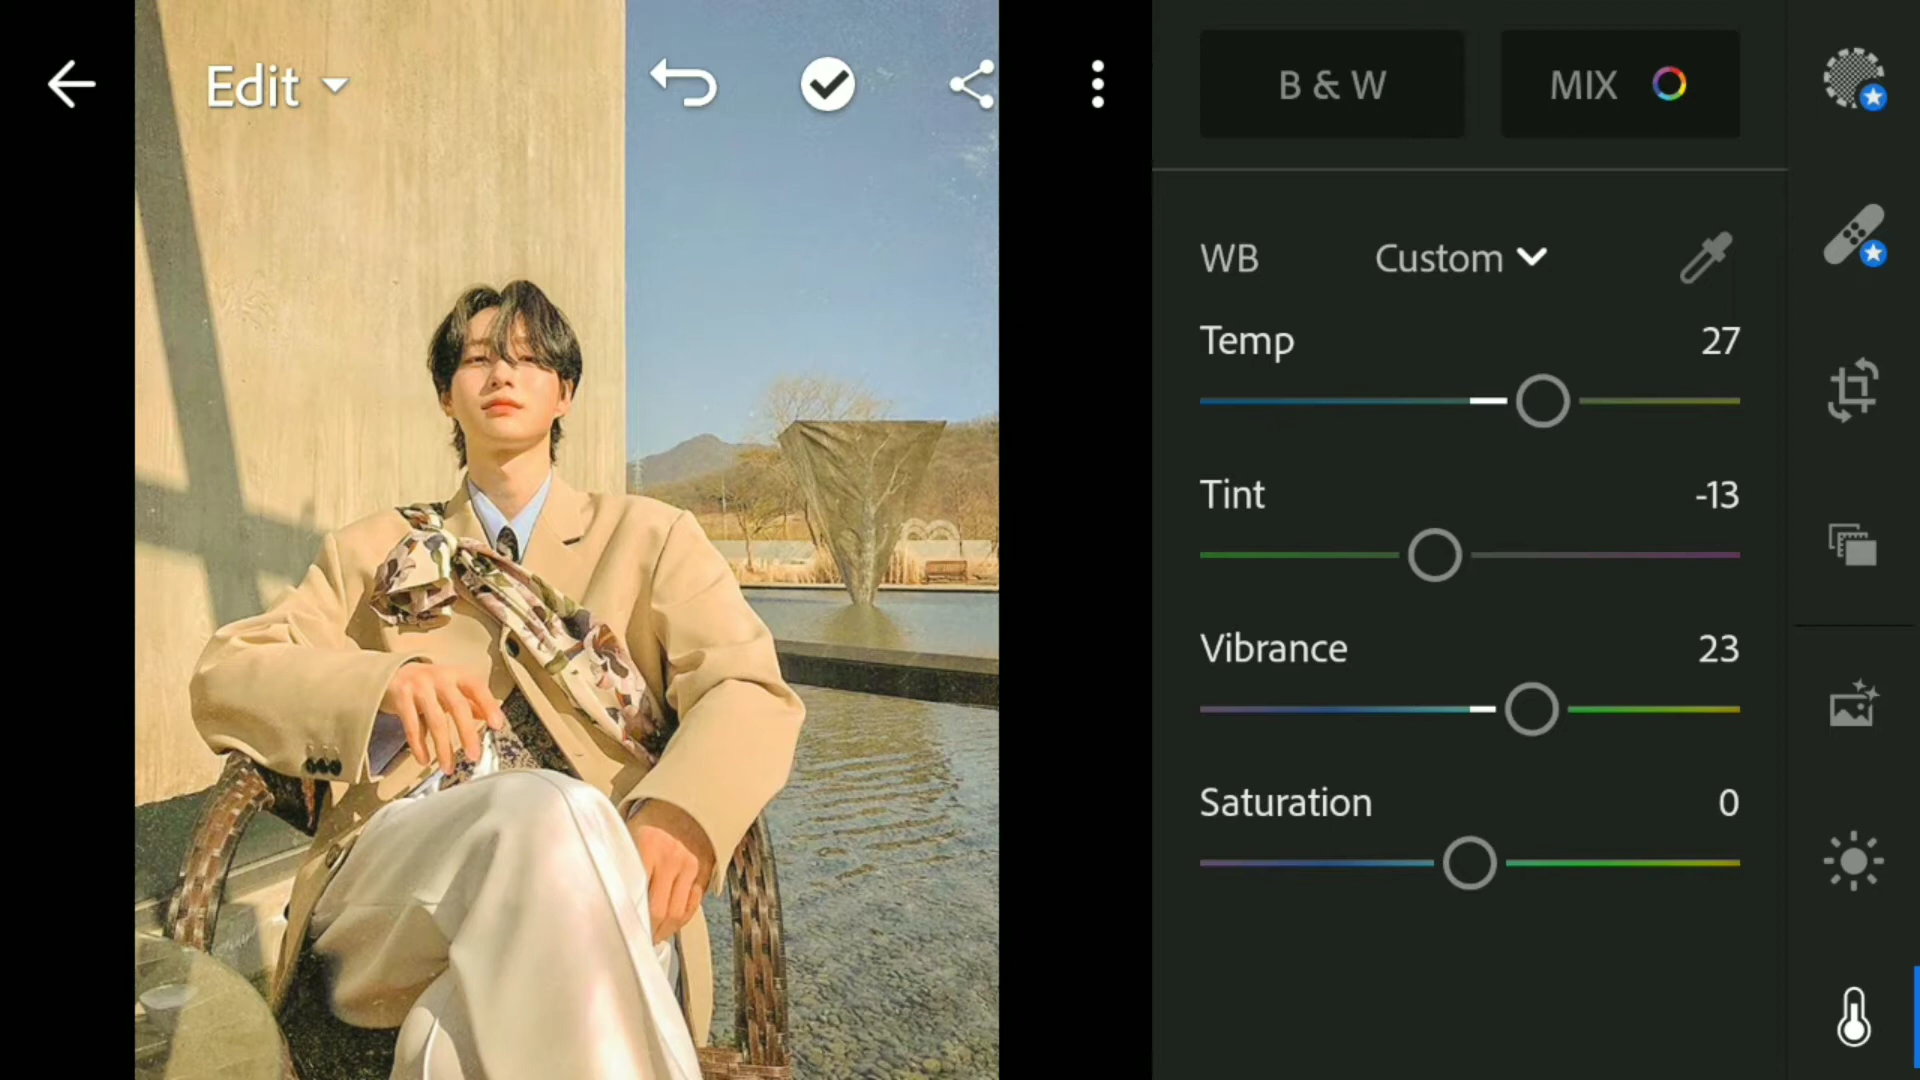 Edit
B & W
MIX
WB Custom
Temp 27
Tint -13
Vibrance 23
Saturation 0